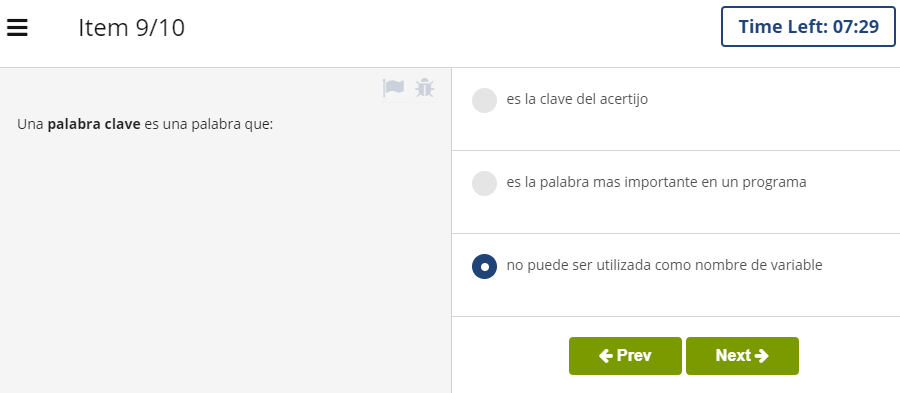 Item 9/10
Time Left: 07:29
Una palabra clave es una palabra que:
es la clave del acertijo
es la palabra mas importante en un programa
no puede ser utilizada como nombre de variable
Prev
Next